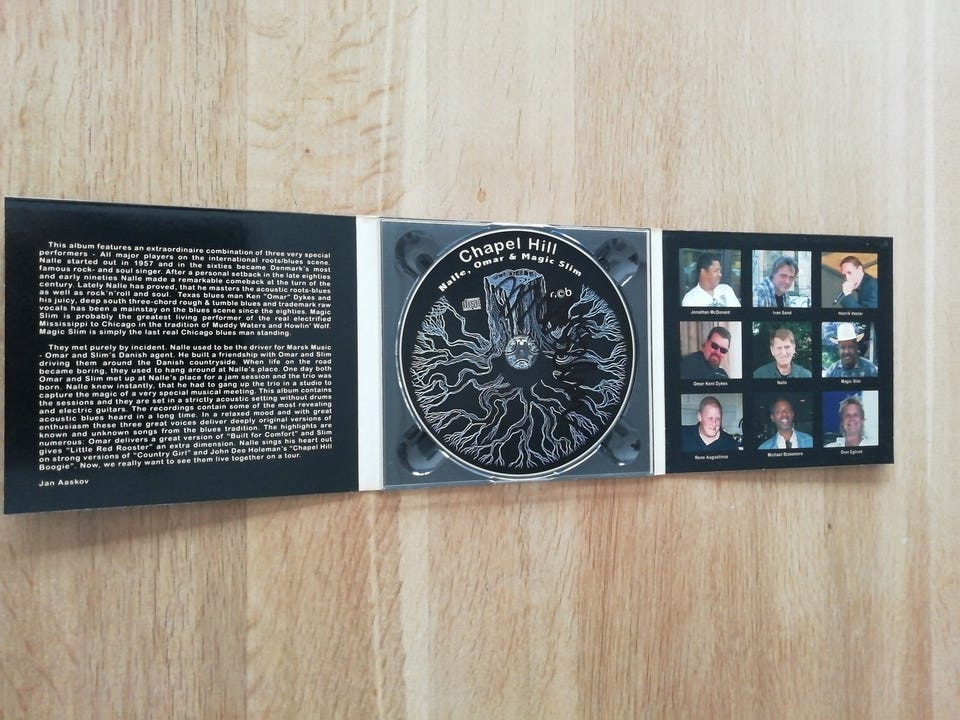 This album features an extraordinaire combination of three very special
performers - All major players on the international roots/blues scene.
Nalle started out in 1957 and in the sixties became Denmark's most
famous rock- and soul singer. After a personal setback in the late eighties
and early nineties Nalle made a remarkable comeback at the turn of the
century. Lately Nalle has proved, that he masters the acoustic roots-blues
as well as rock'n'roll and soul. Texas blues man Ken "Omar" Dykes and
his juicy, deep south three-chord rough & tumble blues and trademark raw
vocals has been a mainstay on the blues scene since the eighties. Magic
Slim is probably the greatest living performer of the real electrified
Mississippi to Chicago in the tradition of Muddy Waters and Howlin' Wolf.
Magic Slim is simply the last real Chicago blues man standing.
They met purely by incident. Nalle used to be the driver for Marsk Music
- Omar and Slim's Danish agent. He built a friendship with Omar and Slim
driving them around the Danish countryside. When life on the road
became boring, they used to hang around at Nalle's place. One day both
Omar and Slim met up at Nalle's place for a jam session and the trio was
born. Nalle knew instantly, that he had to gang up the trio in a studio to
capture the magic of a very special musical meeting. This album contains
the sessions and they are set in a strictly acoustic setting without drums
and electric guitars. The recordings contain some of the most revealing
acoustic blues heard in a long time. In a relaxed mood and with great
enthusiasm these three great voices deliver deeply original versions of
known and unknown songs from the blues tradition. The highlights are
numerous: Omar delivers a great version of "Built for Comfort" and Slim
gives "Little Red Rooster" an extra dimension. Nalle sings his heart out
on strong versions of "Country Girl" and John Dee Holeman's "Chapel Hill
Boogie". Now, we really want to see them live together on a tour.
Jan Aaskov
Chapel Hill
Nalle, Omar & Magic Slim
Jonathan McDonald
Ivan Sand
Henrik Vester
Omar Kent Dykes
Nalle
Magic Slim
Rene Augustinus
Michael Blakemore